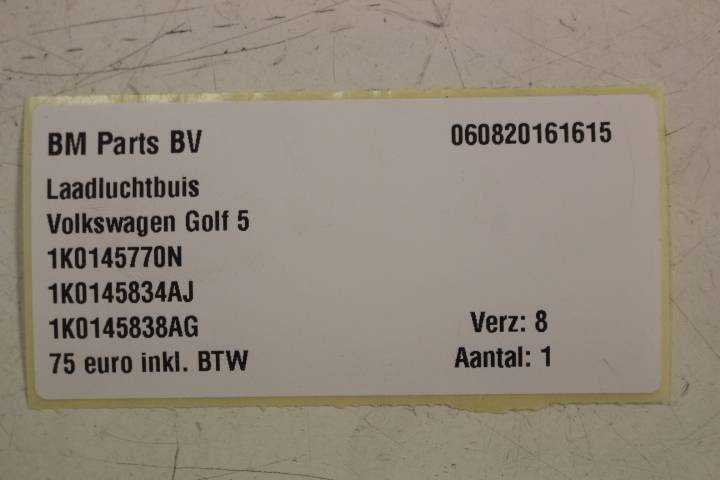 BM Parts BV 060820161615
Laadluchtbuis
Volkswagen Golf 5
1K0145770N
1K0145834AJ
1K0145838AG Verz: 8
75 euro inkl. BTW Aantal: 1